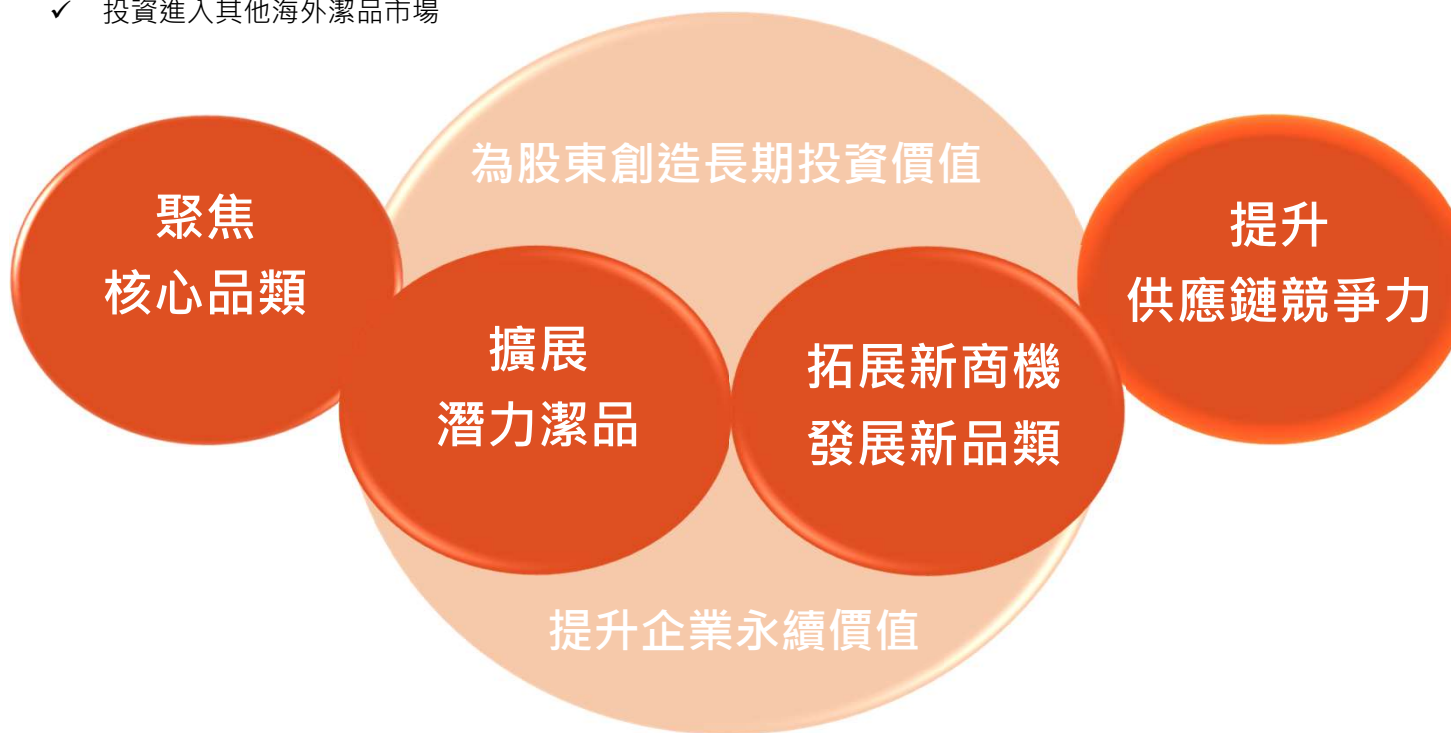 ✓ 投資進入其他海外潔品市場
為股東創造長期投資價值
聚焦
核心品類
擴展
潛力潔品
拓展新商機
發展新品類
提升
供應鏈競爭力
提升企業永續價值